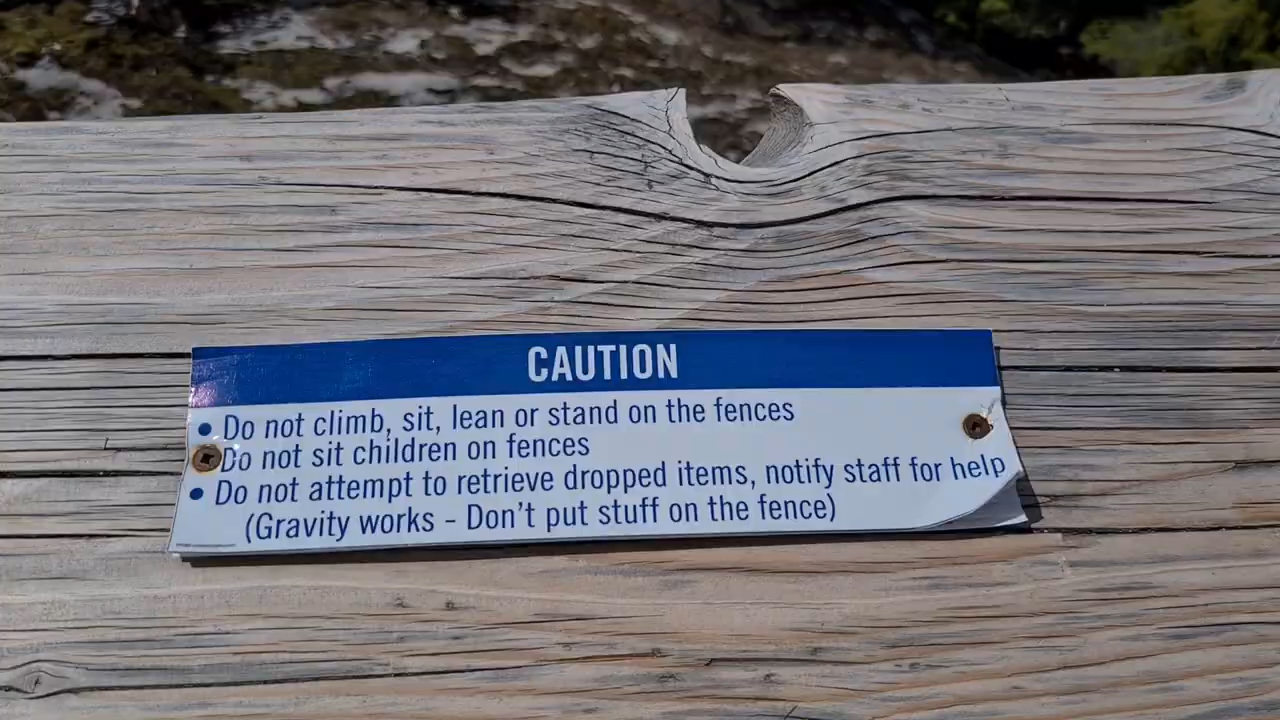 CAUTION
• Do not climb, sit, lean or stand on the fences
Do not sit children on fences
• Do not attempt to retrieve dropped items, notify staff for help
(Gravity works - Don't put stuff on the fence)